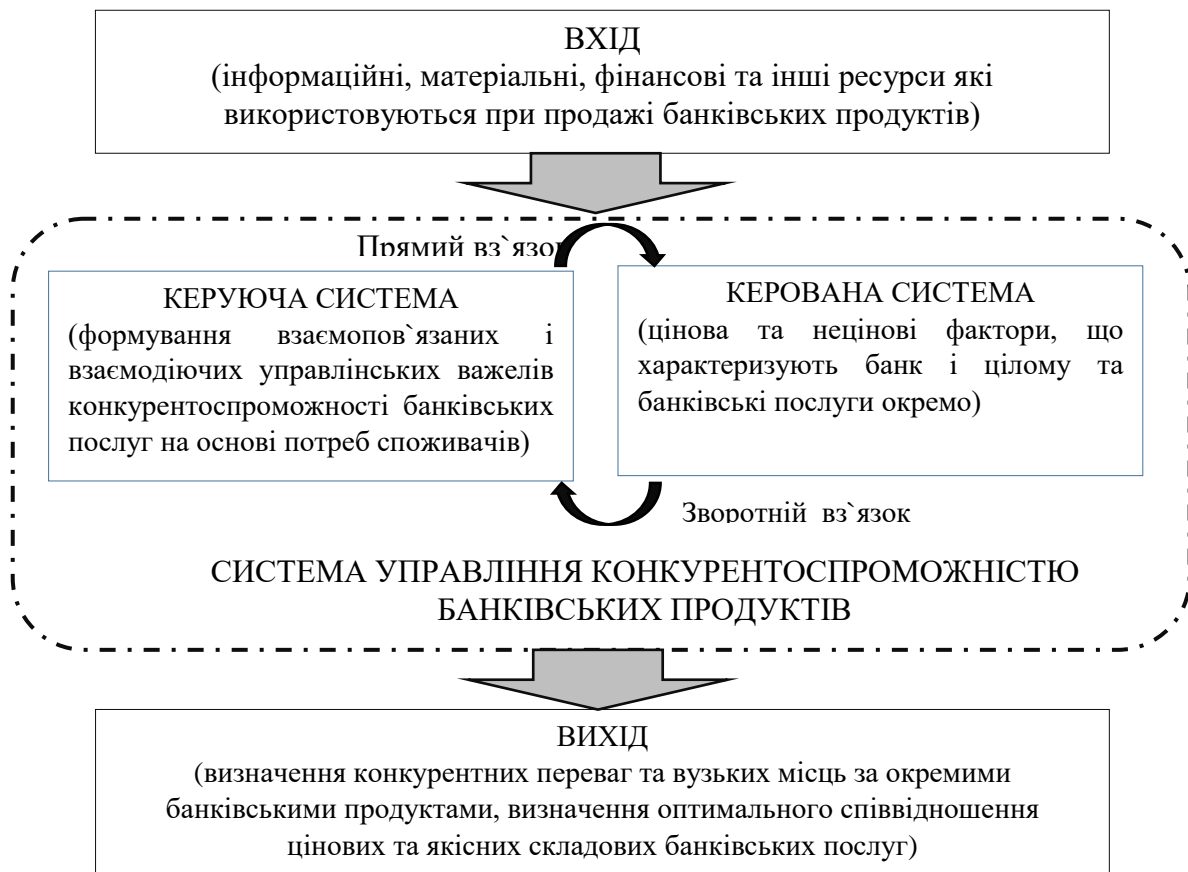 ВХІД
(інформаційні, матеріальні, фінансові та інші ресурси які
використовуються при продажі банківських продуктів)
Прямий вз`язок
КЕРУЮЧА СИСТЕМА
(формування взаємопов`язаних і
взаємодіючих управлінських важелів
конкурентоспроможності банківських
послуг на основі потреб споживачів)
КЕРОВАНА СИСТЕМА
(цінова та нецінові фактори, що
характеризують банк і цілому та
банківські послуги окремо)
Зворотній вз`язок
СИСТЕМА УПРАВЛІННЯ КОНКУРЕНТОСПРОМОЖНІСТЮ
БАНКІВСЬКИХ ПРОДУКТІВ
ВИХІД
(визначення конкурентних переваг та вузьких місць за окремими
банківськими продуктами, визначення оптимального співвідношення
цінових та якісних складових банківських послуг)